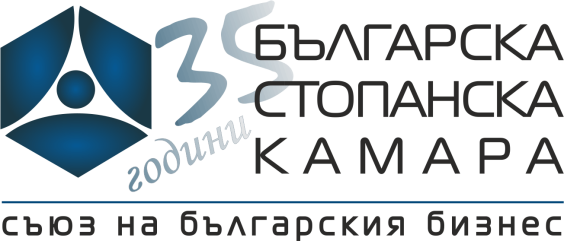 35 години
БЪЛГАРСКА
СТОПАНСКА
КАМАРА
съюз на българския бизнес